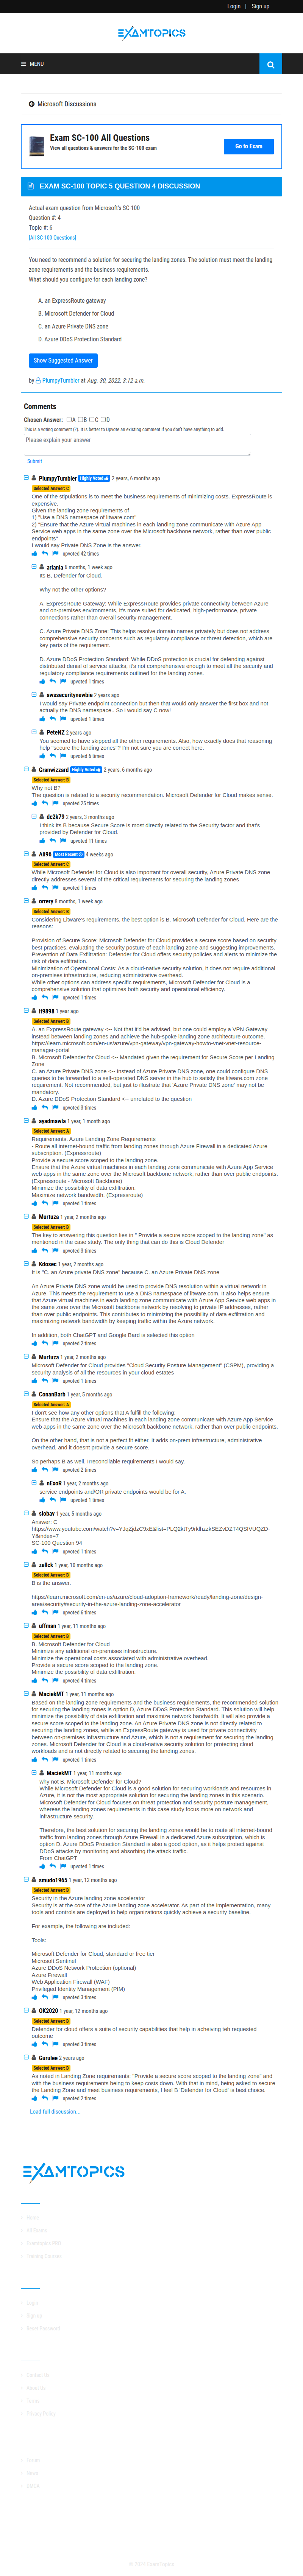 Login | Sign up
EXAMTOPICS
MENU
Microsoft Discussions
Exam SC-100 All Questions
View all questions & answers for the SC-100 exam
Go to Exam
EXAM SC-100 TOPIC 5 QUESTION 4 DISCUSSION
Actual exam question from Microsoft's SC-100
Question #: 4
Topic #: 6
[All SC-100 Questions]
You need to recommend a solution for securing the landing zones. The solution must meet the landing
zone requirements and the business requirements.
What should you configure for each landing zone?
A. an ExpressRoute gateway
B. Microsoft Defender for Cloud
C. an Azure Private DNS zone
D. Azure DDoS Protection Standard
Show Suggested Answer
by PlumpyTumbler at Aug. 30, 2022, 3:12 a.m.
Comments
Chosen Answer: A B C D
This is a voting comment (?). It is better to Upvote an existing comment if you don't have anything to add.
Please explain your answer
Submit
PlumpyTumbler Highly Voted 2 years, 6 months ago
Selected Answer: C
One of the stipulations is to meet the business requirements of minimizing costs. ExpressRoute is
expensive.
Given the landing zone requirements of
1) "Use a DNS namespace of litware.com"
2) "Ensure that the Azure virtual machines in each landing zone communicate with Azure App
Service web apps in the same zone over the Microsoft backbone network, rather than over public
endpoints"
I would say Private DNS Zone is the answer.
upvoted 42 times
ariania 6 months, 1 week ago
Its B, Defender for Cloud.
Why not the other options?
A. ExpressRoute Gateway: While ExpressRoute provides private connectivity between Azure
and on-premises infrastructure, it's more suitable for dedicated, high-performance, private
connections rather than security management.
C. Azure Private DNS Zone: This helps resolve domain names privately but does not address
comprehensive security concerns such as regulatory compliance or threat detection, which are
key parts of the requirement.
D. Azure DDoS Protection Standard: While DDoS protection is crucial for defending against
distributed denial of service attacks, it's not comprehensive enough to meet all the security and
regulatory compliance requirements outlined for the landing zones.
upvoted 1 times
awssecuritynewbie 2 years ago
I would say Private endpoint connection but then that would only answer the first box and not
actually the DNS namespace.. So i would say C now!
upvoted 1 times
PeteNZ 2 years ago
You seemed to have skipped all the other requirements. Also, how exactly does that reasoning
help "secure the landing zones"? I'm not sure you are correct here.
upvoted 6 times
Granwizzard Highly Voted 2 years, 6 months ago
Selected Answer: B
Why not B?
The question is related to a security recommendation. Microsoft Defender for Cloud makes sense.
upvoted 25 times
dc2k79 2 years, 3 months ago
I think Its B because Secure Score is most directly related to the Security factor and that's
provided by Defender for Cloud.
upvoted 11 times
Ali96 Most Recent 4 weeks ago
Selected Answer: C
While Microsoft Defender for Cloud is also important for overall security, Azure Private DNS zone
directly addresses several of the critical requirements for securing the landing zones
upvoted 1 times
orrery 8 months, 1 week ago
Selected Answer: B
Considering Litware's requirements, the best option is B. Microsoft Defender for Cloud. Here are the
reasons:
Provision of Secure Score: Microsoft Defender for Cloud provides a secure score based on security
best practices, evaluating the security posture of each landing zone and suggesting improvements.
Prevention of Data Exfiltration: Defender for Cloud offers security policies and alerts to minimize the
risk of data exfiltration.
Minimization of Operational Costs: As a cloud-native security solution, it does not require additional
on-premises infrastructure, reducing administrative overhead.
While other options can address specific requirements, Microsoft Defender for Cloud is a
comprehensive solution that optimizes both security and operational efficiency.
upvoted 1 times
It9898 1 year ago
Selected Answer: B
A. an ExpressRoute gateway <-- Not that it'd be advised, but one could employ a VPN Gateway
instead between landing zones and achieve the hub-spoke landing zone architecture outcome.
https://learn.microsoft.com/en-us/azure/vpn-gateway/vpn-gateway-howto-vnet-vnet-resource-
manager-portal
B. Microsoft Defender for Cloud <-- Mandated given the requirement for Secure Score per Landing
Zone
C. an Azure Private DNS zone <-- Instead of Azure Private DNS zone, one could configure DNS
queries to be forwarded to a self-operated DNS server in the hub to satisfy the litware.com zone
requirement. Not recommended, but just to illustrate that 'Azure Private DNS zone' may not be
mandatory.
D. Azure DDoS Protection Standard <-- unrelated to the question
upvoted 3 times
ayadmawla 1 year, 1 month ago
Selected Answer: A
Requirements. Azure Landing Zone Requirements
- Route all internet-bound traffic from landing zones through Azure Firewall in a dedicated Azure
subscription. (Expressroute)
Provide a secure score scoped to the landing zone.
Ensure that the Azure virtual machines in each landing zone communicate with Azure App Service
web apps in the same zone over the Microsoft backbone network, rather than over public endpoints.
(Expressroute - Microsoft Backbone)
Minimize the possibility of data exfiltration.
Maximize network bandwidth. (Expressroute)
upvoted 1 times
Murtuza 1 year, 2 months ago
Selected Answer: B
The key to answering this question lies in " Provide a secure score scoped to the landing zone" as
mentioned in the case study. The only thing that can do this is Cloud Defender
upvoted 3 times
Kdosec 1 year, 2 months ago
It is "C. an Azure private DNS zone" because C. an Azure Private DNS zone
An Azure Private DNS zone would be used to provide DNS resolution within a virtual network in
Azure. This meets the requirement to use a DNS namespace of litware.com. It also helps ensure
that Azure virtual machines in each landing zone communicate with Azure App Service web apps in
the same zone over the Microsoft backbone network by resolving to private IP addresses, rather
than over public endpoints. This contributes to minimizing the possibility of data exfiltration and
maximizing network bandwidth by keeping traffic within the Azure network.
In addition, both ChatGPT and Google Bard is selected this option
upvoted 2 times
Murtuza 1 year, 2 months ago
Microsoft Defender for Cloud provides "Cloud Security Posture Management" (CSPM), providing a
security analysis of all the resources in your cloud estates
upvoted 1 times
ConanBarb 1 year, 3 months ago
Selected Answer: A
I don't see how any other options that A fulfill the following:
Ensure that the Azure virtual machines in each landing zone communicate with Azure App Service
web apps in the same zone over the Microsoft backbone network, rather than over public endpoints.
On the other hand, that is not a perfect fit either. It adds on-prem infrastructure, administrative
overhead, and it doesnt provide a secure score.
So perhaps B as well. Irreconcilable requirements I would say.
upvoted 2 times
nExoR 1 year, 2 months ago
service endpoints and/OR private endpoints would be for A.
upvoted 1 times
slobav 1 year, 5 months ago
Answer: C
SC-100 Question 94
upvoted 1 times
zellck 1 year, 10 months ago
Selected Answer: B
B is the answer.
https://learn.microsoft.com/en-us/azure/cloud-adoption-framework/ready/landing-zone/design-
area/security#security-in-the-azure-landing-zone-accelerator
upvoted 6 times
uffman 1 year, 11 months ago
Selected Answer: B
B. Microsoft Defender for Cloud
Minimize any additional on-premises infrastructure.
Minimize the operational costs associated with administrative overhead.
Provide a secure score scoped to the landing zone.
Minimize the possibility of data exfiltration.
upvoted 4 times
MaciekMT 1 year, 11 months ago
Based on the landing zone requirements and the business requirements, the recommended solution
for securing the landing zones is option D, Azure DDoS Protection Standard. This solution will help
minimize the possibility of data exfiltration and maximize network bandwidth, while also providing a
secure score scoped to the landing zone. An Azure Private DNS zone is not directly related to
securing the landing zones, and an ExpressRoute gateway is used for private connectivity between
on-premises infrastructure and Azure, which is not a requirement for securing the landing
zones. Microsoft Defender for Cloud is a cloud-native security solution for protecting cloud
workloads and is not directly related to securing the landing zones.
upvoted 1 times
MaciekMT 1 year, 11 months ago
why not B. Microsoft Defender for Cloud?
While Microsoft Defender for Cloud is a good solution for securing workloads and resources in
Azure, it is not the most appropriate solution for securing the landing zones in this scenario.
Microsoft Defender for Cloud focuses on threat protection and security management,
whereas the landing zone requirements in this case study focus more on network and
infrastructure security.
Therefore, the best solution for securing the landing zones would be to route all internet-bound
traffic from landing zones through Azure Firewall in a dedicated Azure subscription, which is
option D. Azure DDoS Protection Standard is also a good option, as it helps to protect against
DDoS attacks by monitoring and absorbing the attack traffic.
From ChatGPT
upvoted 1 times
smudo1965 1 year, 12 months ago
Selected Answer: B
Security in the Azure landing zone accelerator
Security is at the core of the Azure landing zone accelerator. As part of the implementation, many
tools and controls are deployed to help organizations quickly achieve a security baseline.
For example, the following are included:
Tools:
Microsoft Defender for Cloud, standard or free tier
Microsoft Sentinel
Azure DDoS Network Protection (optional)
Azure Firewall
Web Application Firewall (WAF)
Privileged Identity Management (PIM)
upvoted 3 times
OK2020 1 year, 12 months ago
Selected Answer: B
Defender for cloud offers a suite of security capabilities that help in acheiving teh requested
outcome
upvoted 3 times
Gurulee 2 years ago
Selected Answer: B
As noted in Landing Zone requirements: "Provide a secure score scoped to the landing zone" and
with the business requirements to keep costs down. With that in mind, being asked to secure the
the Landing Zone and meet business requirements, I feel B 'Defender for Cloud' is best choice.
upvoted 2 times
Load full discussion...
EXAMTOPICS
Home
Login
Sign up